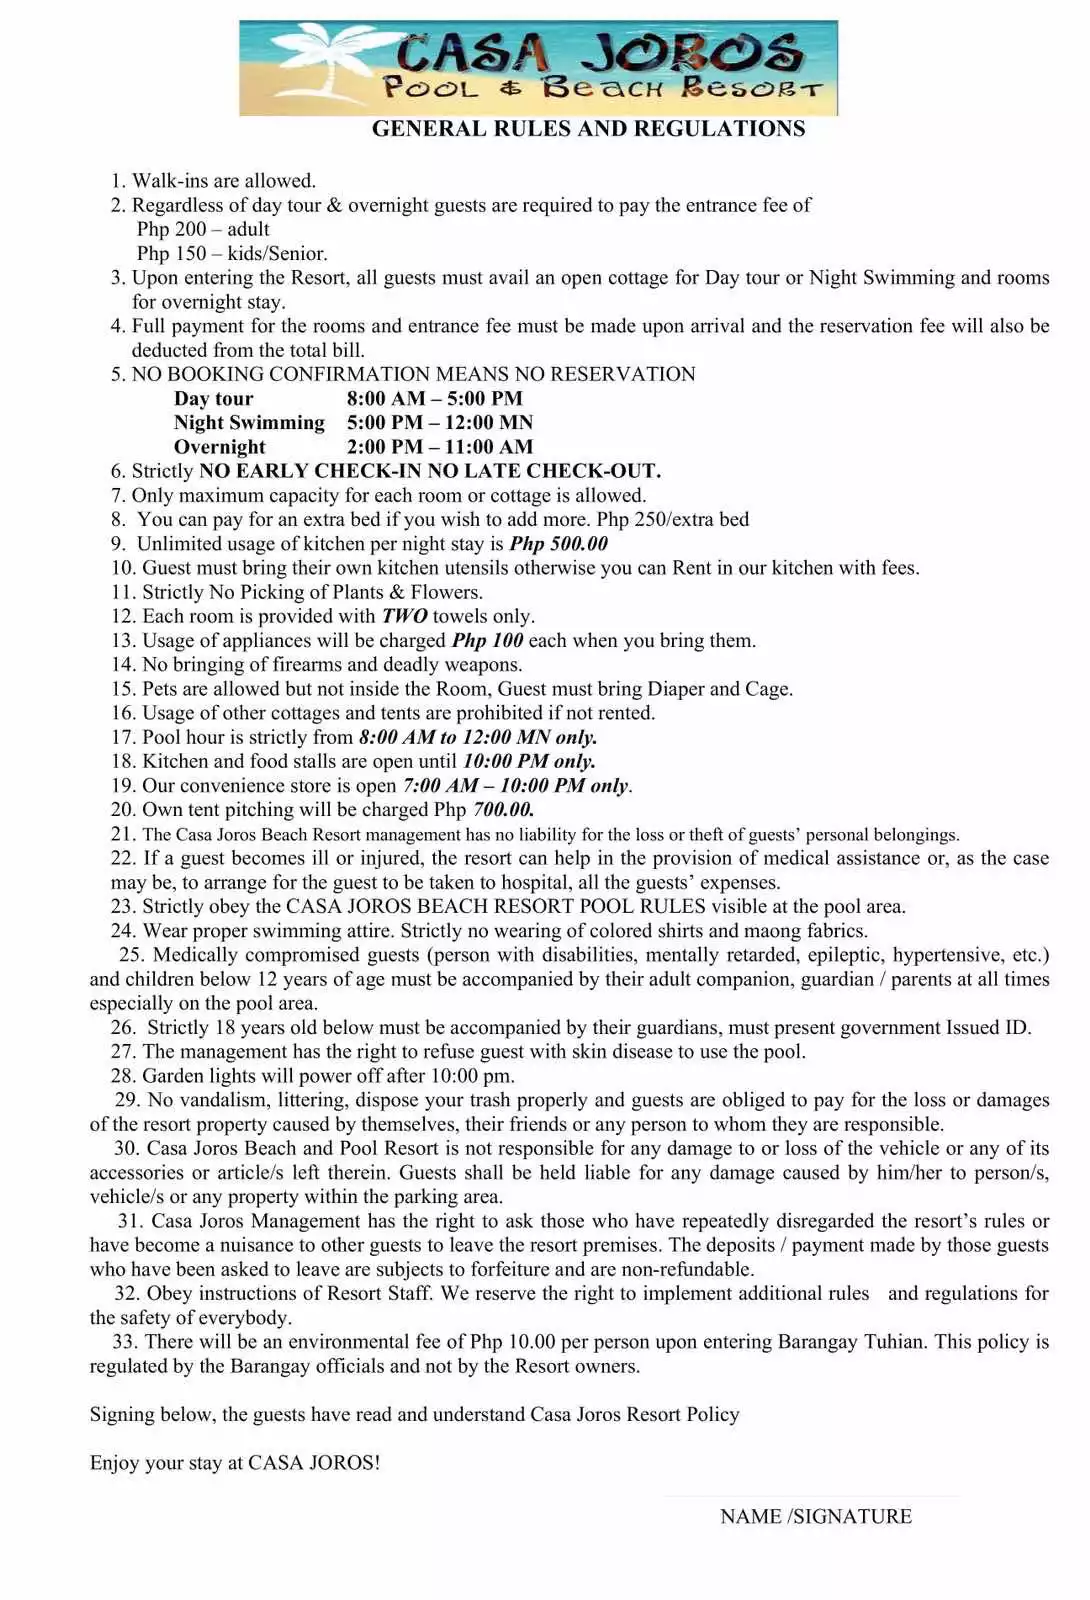 CASA JOROS
POOL & BEACH RESORT
GENERAL RULES AND REGULATIONS
1. Walk-ins are allowed.
2. Regardless of day tour & overnight guests are required to pay the entrance fee of
Php 200 – adult
Php 150 – kids/Senior.
3. Upon entering the Resort, all guests must avail an open cottage for Day tour or Night Swimming and rooms
for overnight stay.
4. Full payment for the rooms and entrance fee must be made upon arrival and the reservation fee will also be
deducted from the total bill.
5. NO BOOKING CONFIRMATION MEANS NO RESERVATION
Day tour 8:00 AM – 5:00 PM
Night Swimming 5:00 PM – 12:00 MN
Overnight 2:00 PM – 11:00 AM
6. Strictly NO EARLY CHECK-IN NO LATE CHECK-OUT.
7. Only maximum capacity for each room or cottage is allowed.
8. You can pay for an extra bed if you wish to add more. Php 250/extra bed
9. Unlimited usage of kitchen per night stay is Php 500.00
10. Guest must bring their own kitchen utensils otherwise you can Rent in our kitchen with fees.
11. Strictly No Picking of Plants & Flowers.
12. Each room is provided with TWO towels only.
13. Usage of appliances will be charged Php 100 each when you bring them.
14. No bringing of firearms and deadly weapons.
15. Pets are allowed but not inside the Room, Guest must bring Diaper and Cage.
16. Usage of other cottages and tents are prohibited if not rented.
17. Pool hour is strictly from 8:00 AM to 12:00 MN only.
18. Kitchen and food stalls are open until 10:00 PM only.
19. Our convenience store is open 7:00 AM – 10:00 PM only.
20. Own tent pitching will be charged Php 700.00.
21. The Casa Joros Beach Resort management has no liability for the loss or theft of guests’ personal belongings.
22. If a guest becomes ill or injured, the resort can help in the provision of medical assistance or, as the case
may be, to arrange for the guest to be taken to hospital, all the guests’ expenses.
23. Strictly obey the CASA JOROS BEACH RESORT POOL RULES visible at the pool area.
24. Wear proper swimming attire. Strictly no wearing of colored shirts and maong fabrics.
25. Medically compromised guests (person with disabilities, mentally retarded, epileptic, hypertensive, etc.)
and children below 12 years of age must be accompanied by their adult companion, guardian / parents at all times
especially on the pool area.
26. Strictly 18 years old below must be accompanied by their guardians, must present government Issued ID.
27. The management has the right to refuse guest with skin disease to use the pool.
28. Garden lights will power off after 10:00 pm.
29. No vandalism, littering, dispose your trash properly and guests are obliged to pay for the loss or damages
of the resort property caused by themselves, their friends or any person to whom they are responsible.
30. Casa Joros Beach and Pool Resort is not responsible for any damage to or loss of the vehicle or any of its
accessories or article/s left therein. Guests shall be held liable for any damage caused by him/her to person/s,
vehicle/s or any property within the parking area.
31. Casa Joros Management has the right to ask those who have repeatedly disregarded the resort’s rules or
have become a nuisance to other guests to leave the resort premises. The deposits / payment made by those guests
who have been asked to leave are subjects to forfeiture and are non-refundable.
32. Obey instructions of Resort Staff. We reserve the right to implement additional rules and regulations for
the safety of everybody.
33. There will be an environmental fee of Php 10.00 per person upon entering Barangay Tuhian. This policy is
regulated by the Barangay officials and not by the Resort owners.
Signing below, the guests have read and understand Casa Joros Resort Policy
Enjoy your stay at CASA JOROS!
NAME /SIGNATURE